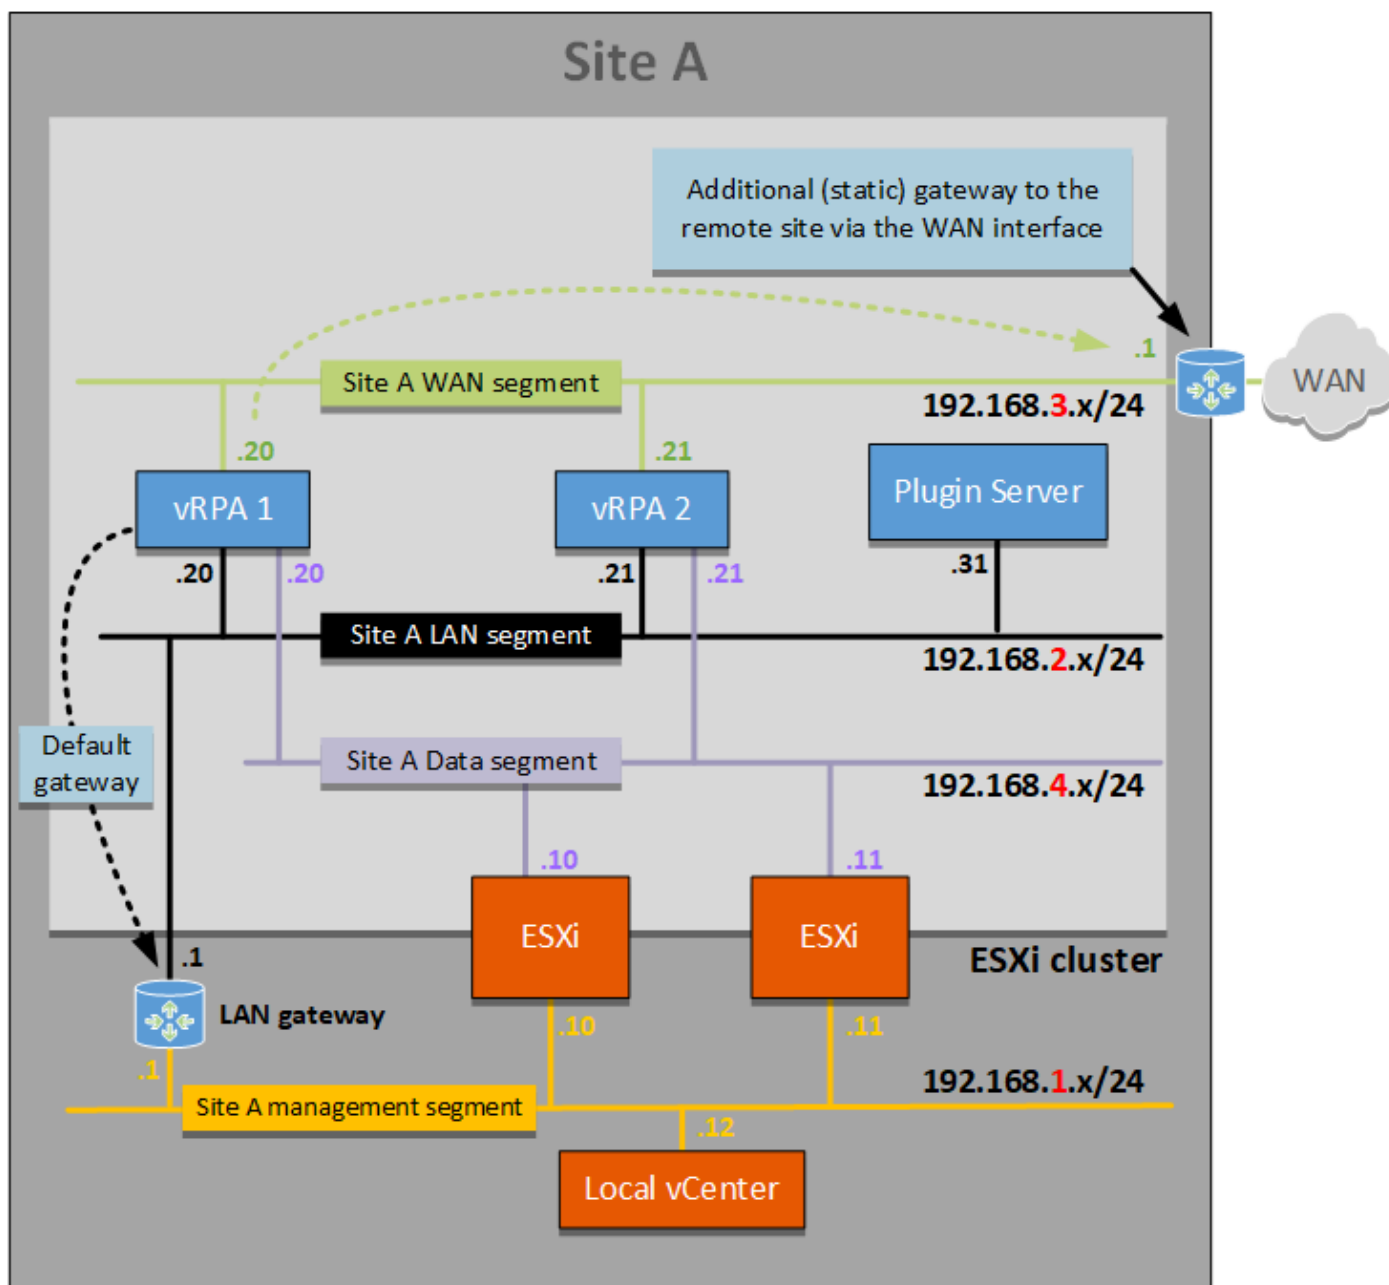 Site A
Additional (static) gateway to the
remote site via the WAN interface
.1
WAN
Site A WAN segment
192.168.3.x/24
.20
.21
vRPA 1
vRPA 2
Plugin Server
.20
.20
.21
.21
.31
Site A LAN segment
192.168.2.x/24
Default
gateway
Site A Data segment
192.168.4.x/24
.10
.11
ESXi
ESXi
.1
ESXi cluster
LAN gateway
.10
.11
.1
192.168.1.x/24
Site A management segment
.12
Local vCenter